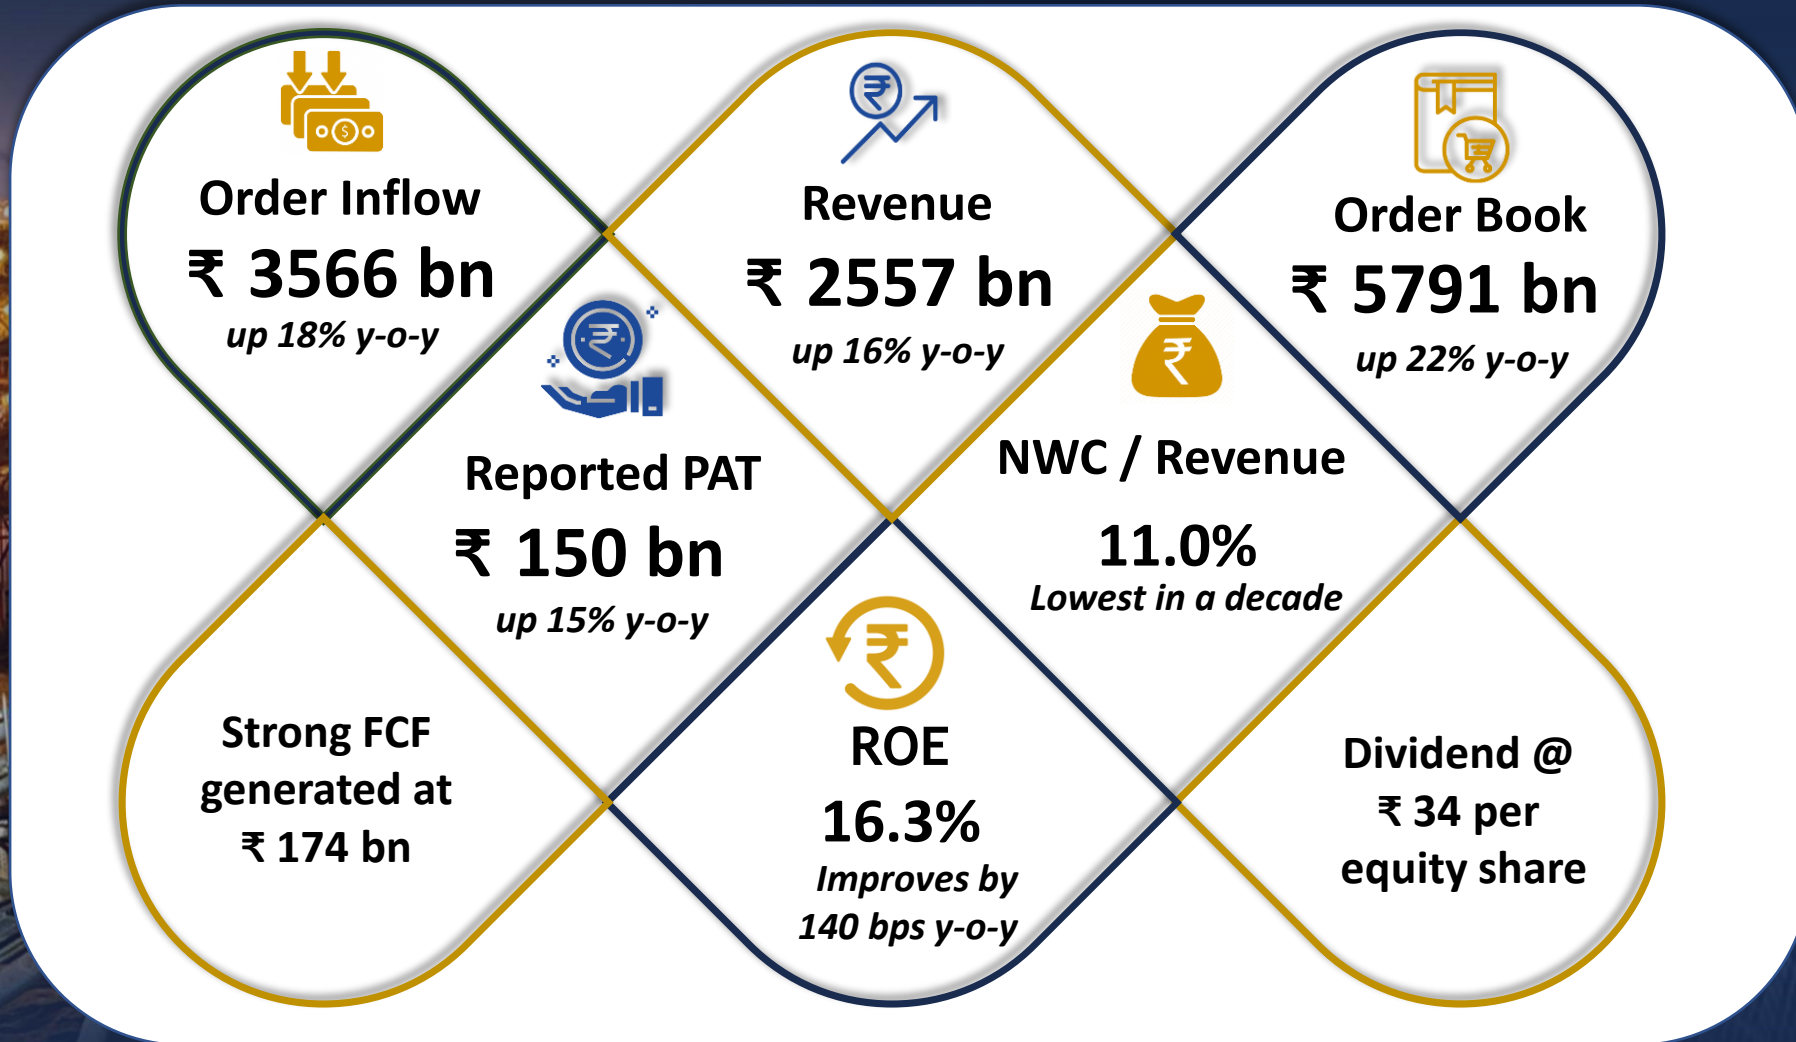 Order Inflow
₹ 3566 bn
up 18% y-o-y
Revenue
₹ 2557 bn
up 16% y-o-y
Order Book
₹ 5791 bn
up 22% y-o-y
Reported PAT
₹ 150 bn
up 15% y-o-y
NWC / Revenue
11.0%
Lowest in a decade
Strong FCF
generated at
₹ 174 bn
ROE
16.3%
Improves by
140 bps y-o-y
Dividend @
₹ 34 per
equity share